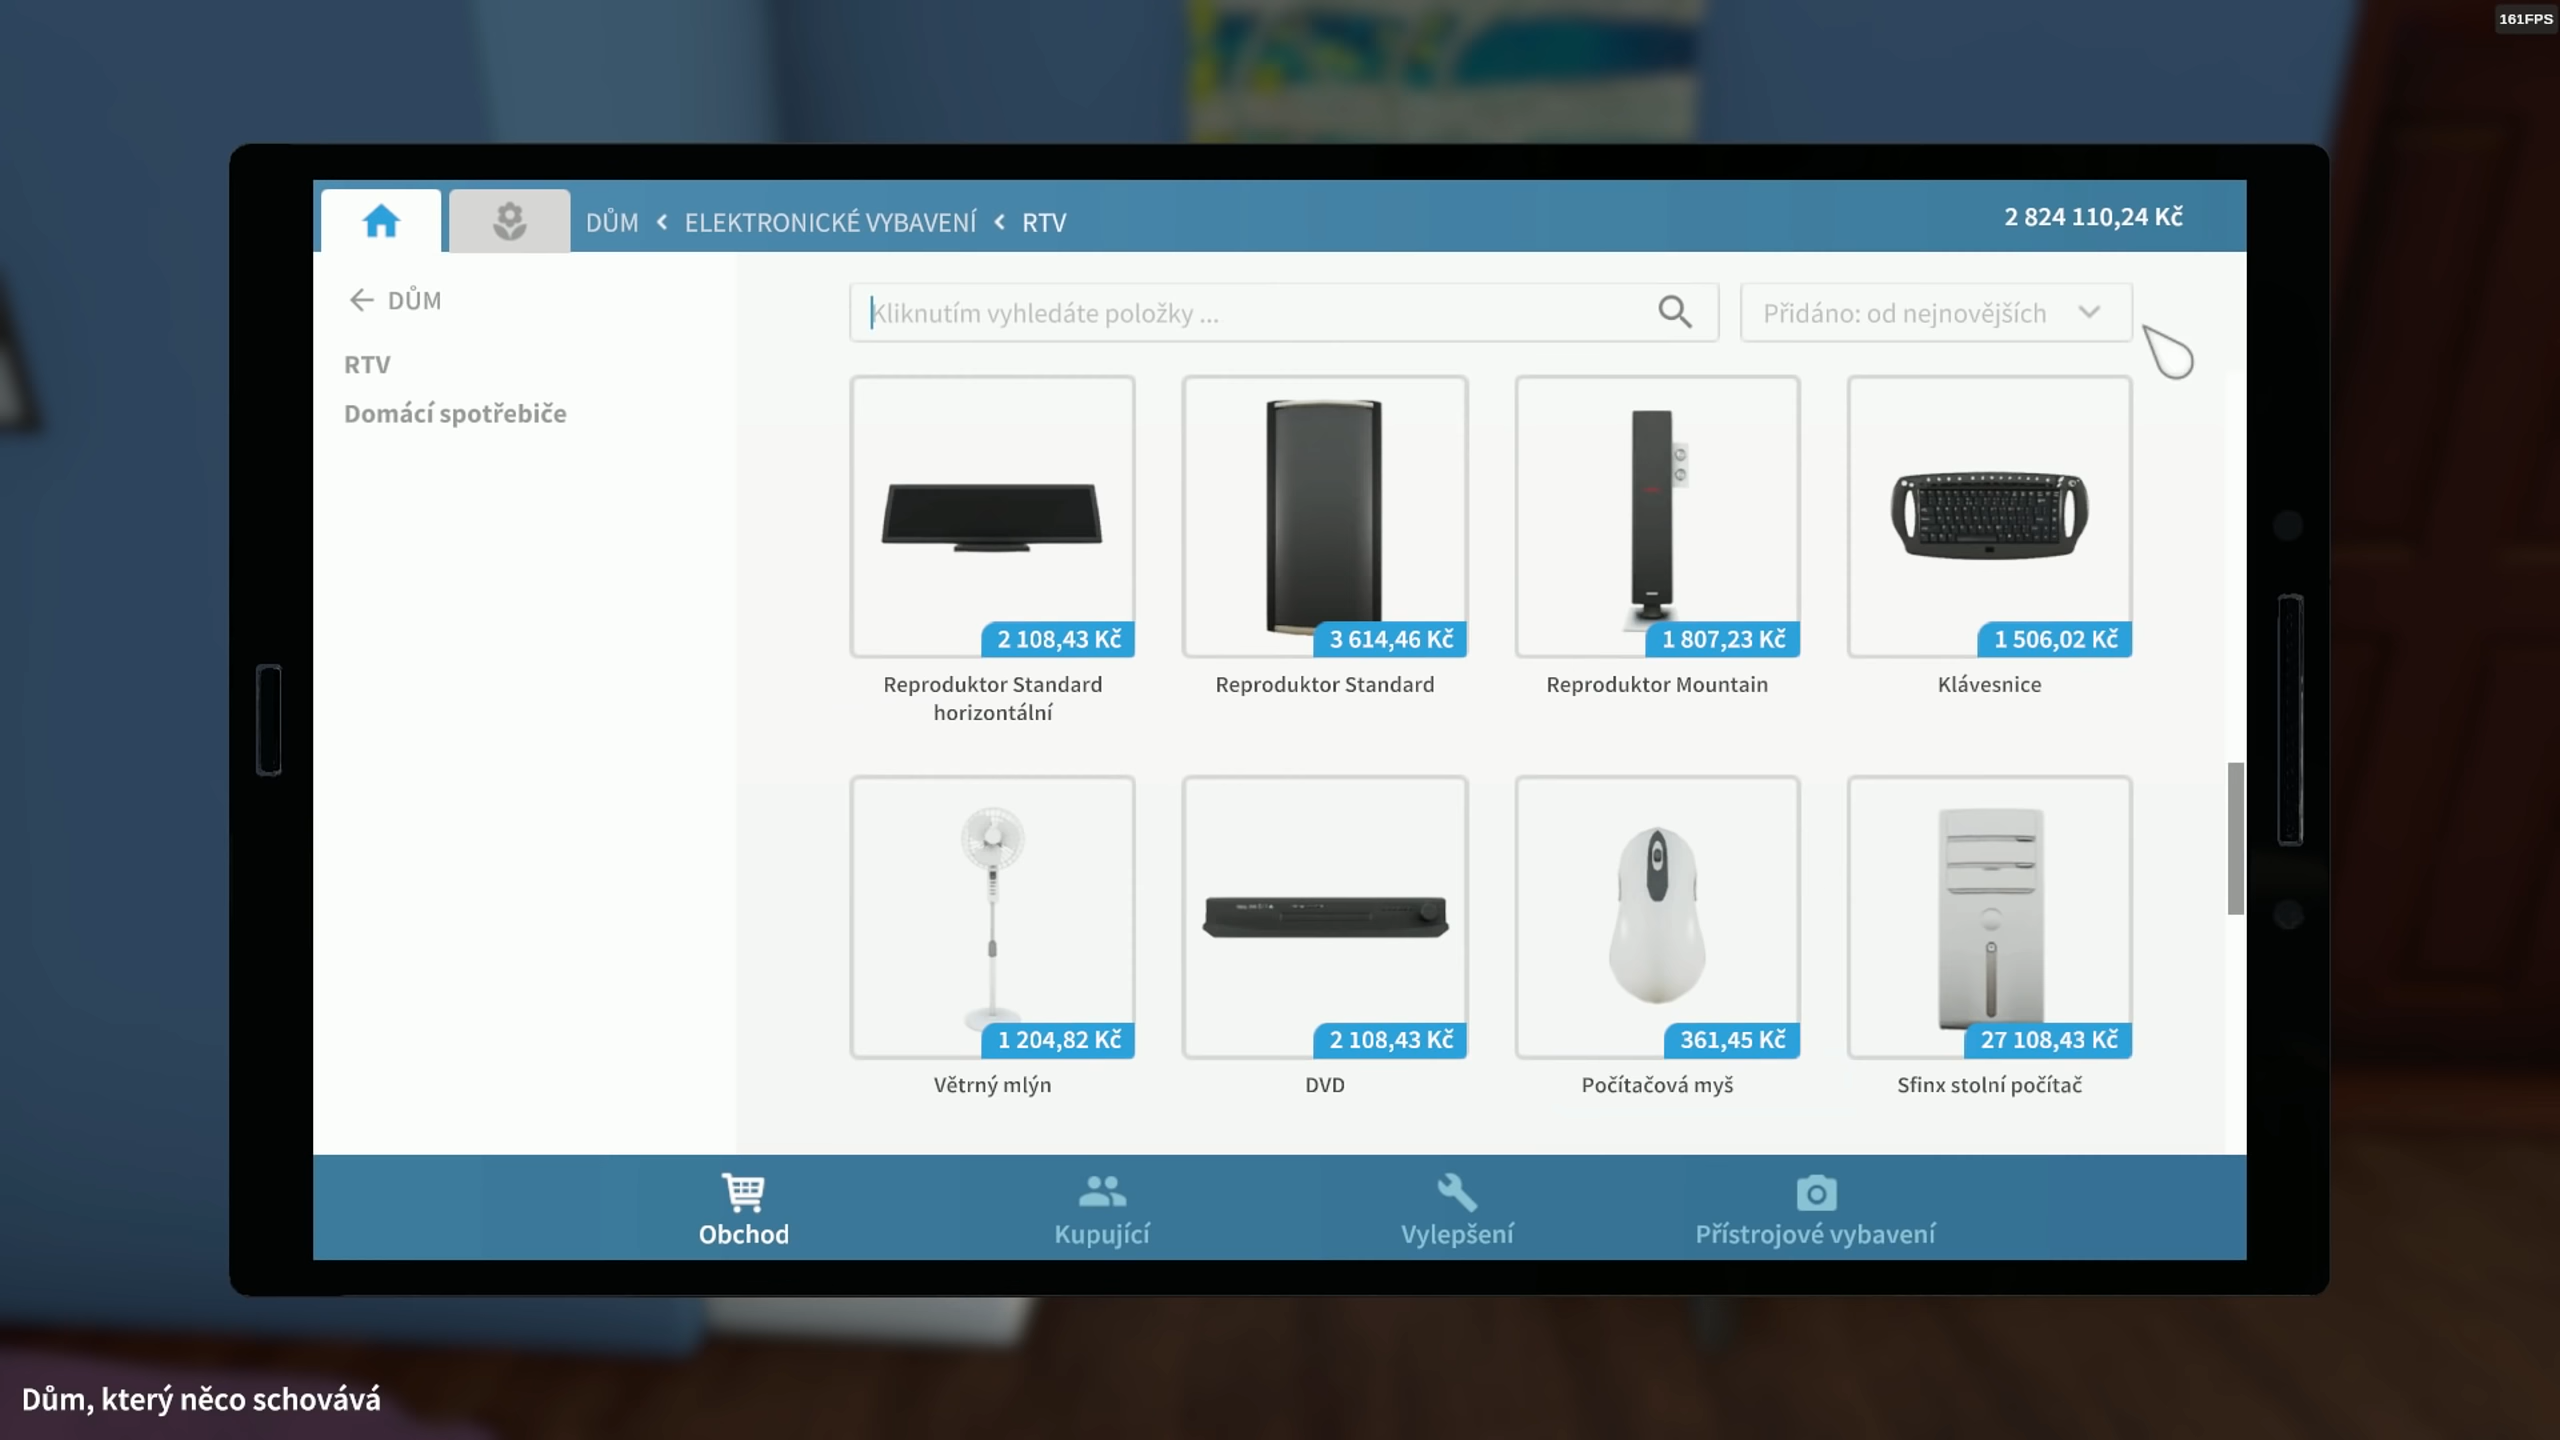 161FPS
DŮM
ELEKTRONICKÉ VYBAVENÍ
RTV
2 824 110,24 Kč
DŮM
RTV
Domácí spotřebiče
Kliknutím vyhledáte položky ...
Přidáno: od nejnovějších
2 108,43 Kč
3 614,46 Kč
1 807,23 Kč
1 506,02 Kč
Reproduktor Standard
horizontální
Reproduktor Standard
Reproduktor Mountain
Klávesnice
1 204,82 Kč
2 108,43 Kč
361,45 Kč
27 108,43 Kč
Větrný mlýn
DVD
Počítačová myš
Sfinx stolní počítač
Obchod
Kupující
Vylepšení
Přístrojové vybavení
Dům, který něco schovává